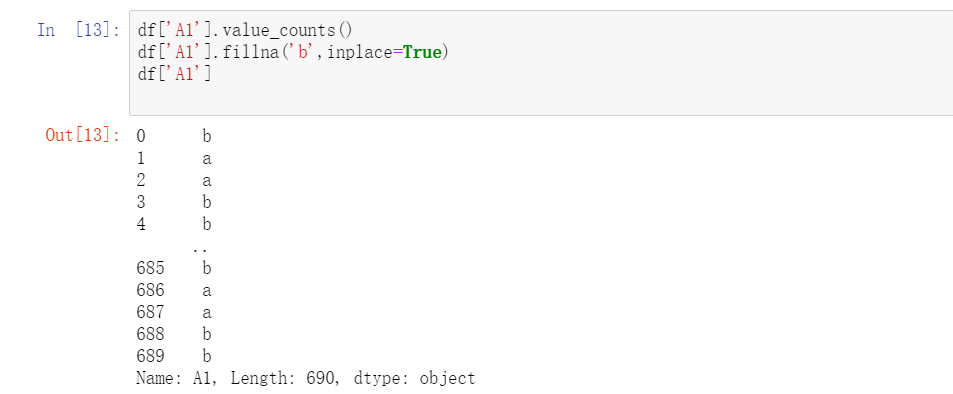 In [13]: df['A1'].value_counts()
df['A1'].fillna('b',inplace=True)
df['A1']
Out[13]: 0 b
1 a
2 a
3 b
4 b
..
685 b
686 a
687 a
688 b
689 b
Name: A1, Length: 690, dtype: object